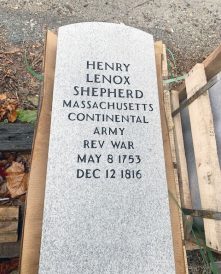 HENRY
LENOX
SHEPHERD
MASSACHUSETTS
CONTINENTAL
ARMY
REV WAR
MAY 8 1753
DEC 12 1816